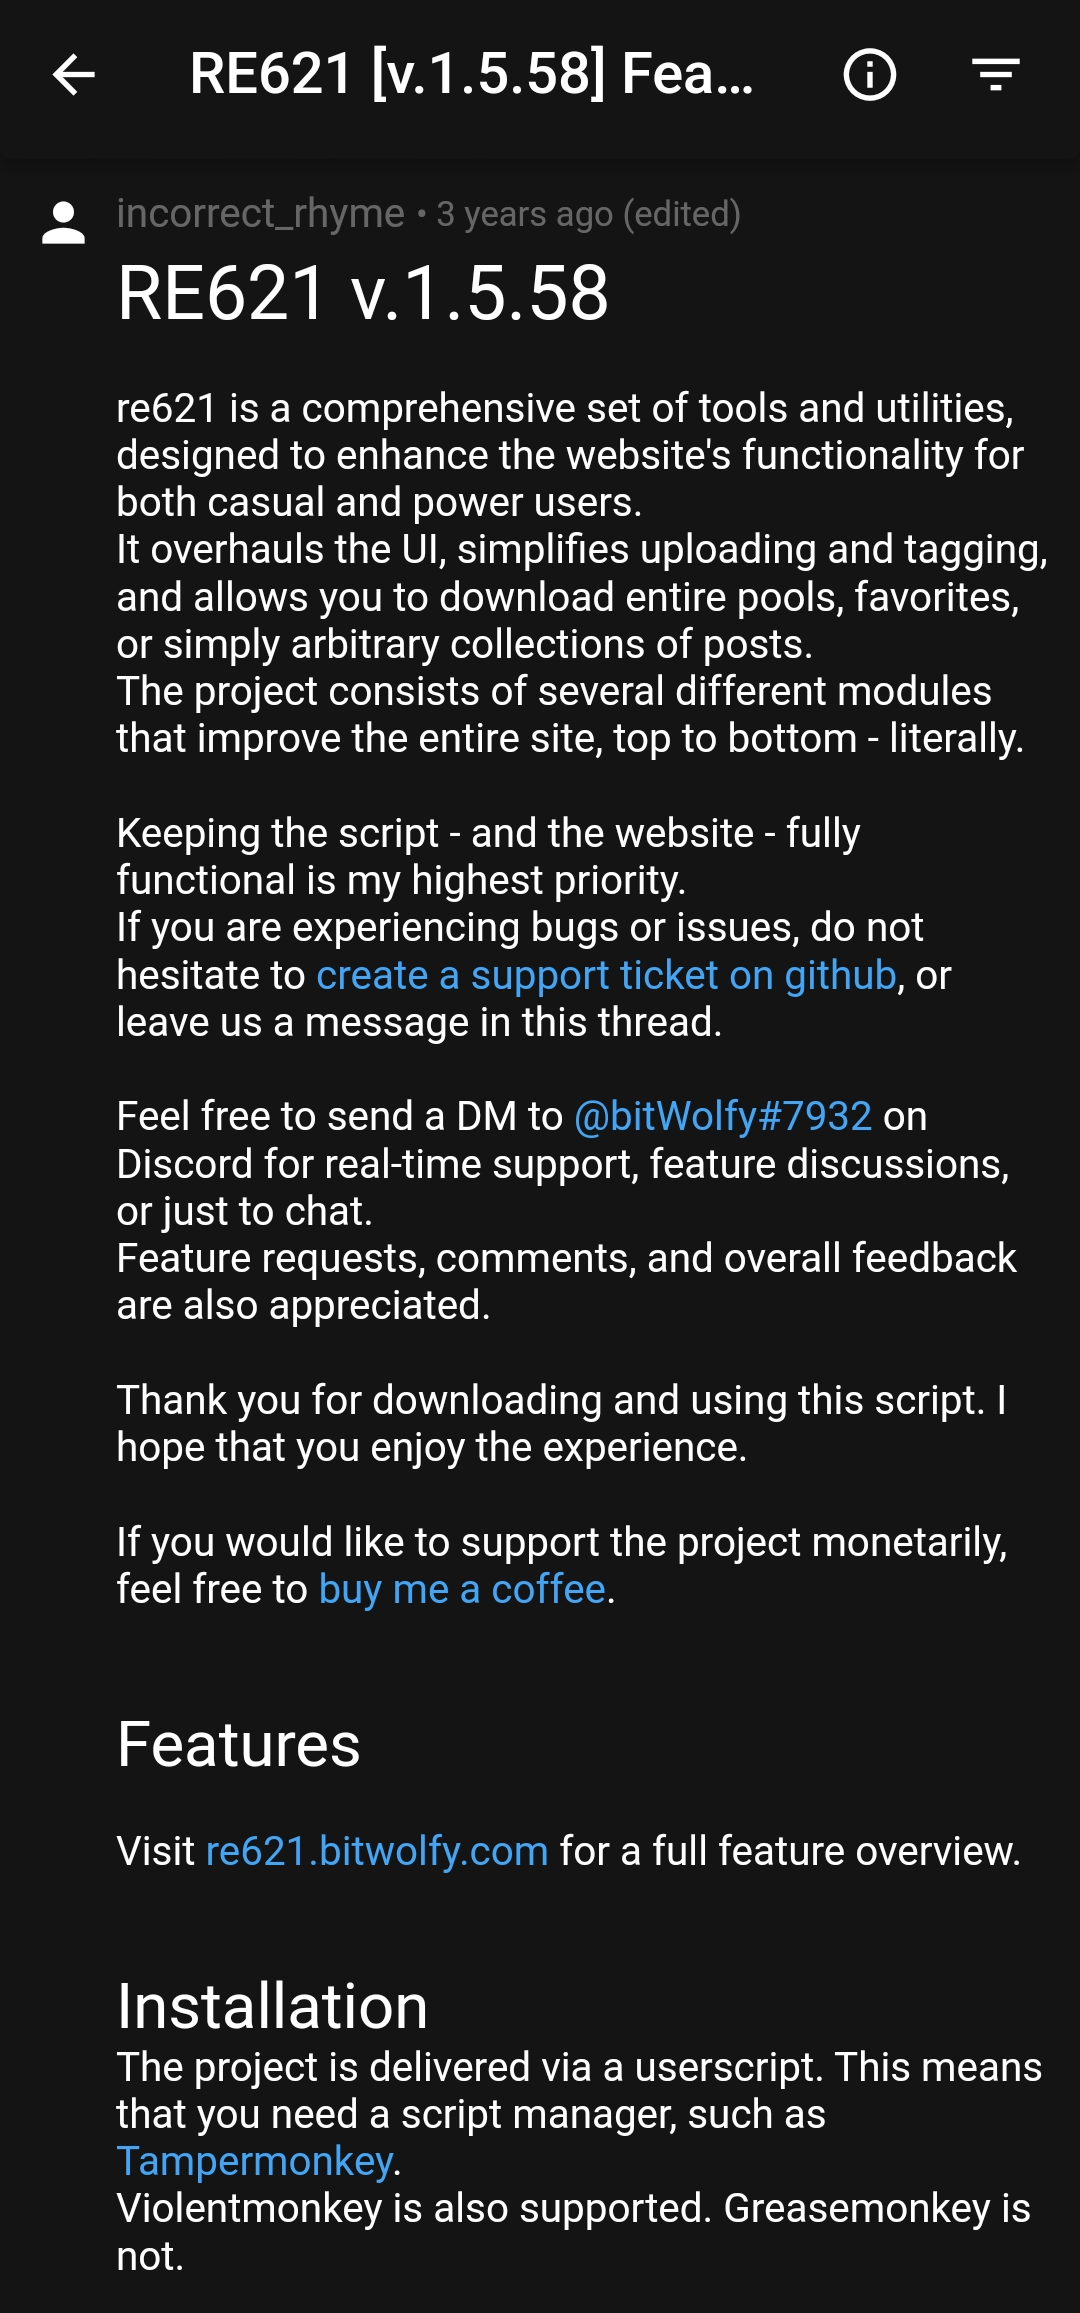 RE621 [v.1.5.58] Fea...
incorrect_rhyme • 3 years ago (edited)
RE621 v.1.5.58
re621 is a comprehensive set of tools and utilities,
designed to enhance the website's functionality for
both casual and power users.
It overhauls the UI, simplifies uploading and tagging,
and allows you to download entire pools, favorites,
or simply arbitrary collections of posts.
The project consists of several different modules
that improve the entire site, top to bottom - literally.
Keeping the script - and the website - fully
functional is my highest priority.
If you are experiencing bugs or issues, do not
hesitate to create a support ticket on github, or
leave us a message in this thread.
Feel free to send a DM to @bitWolfy#7932 on
Discord for real-time support, feature discussions,
or just to chat.
Feature requests, comments, and overall feedback
are also appreciated.
Thank you for downloading and using this script. I
hope that you enjoy the experience.
If you would like to support the project monetarily,
feel free to buy me a coffee.
Features
Visit re621.bitwolfy.com for a full feature overview.
Installation
The project is delivered via a userscript. This means
that you need a script manager, such as
Tampermonkey.
Violentmonkey is also supported. Greasemonkey is
not.